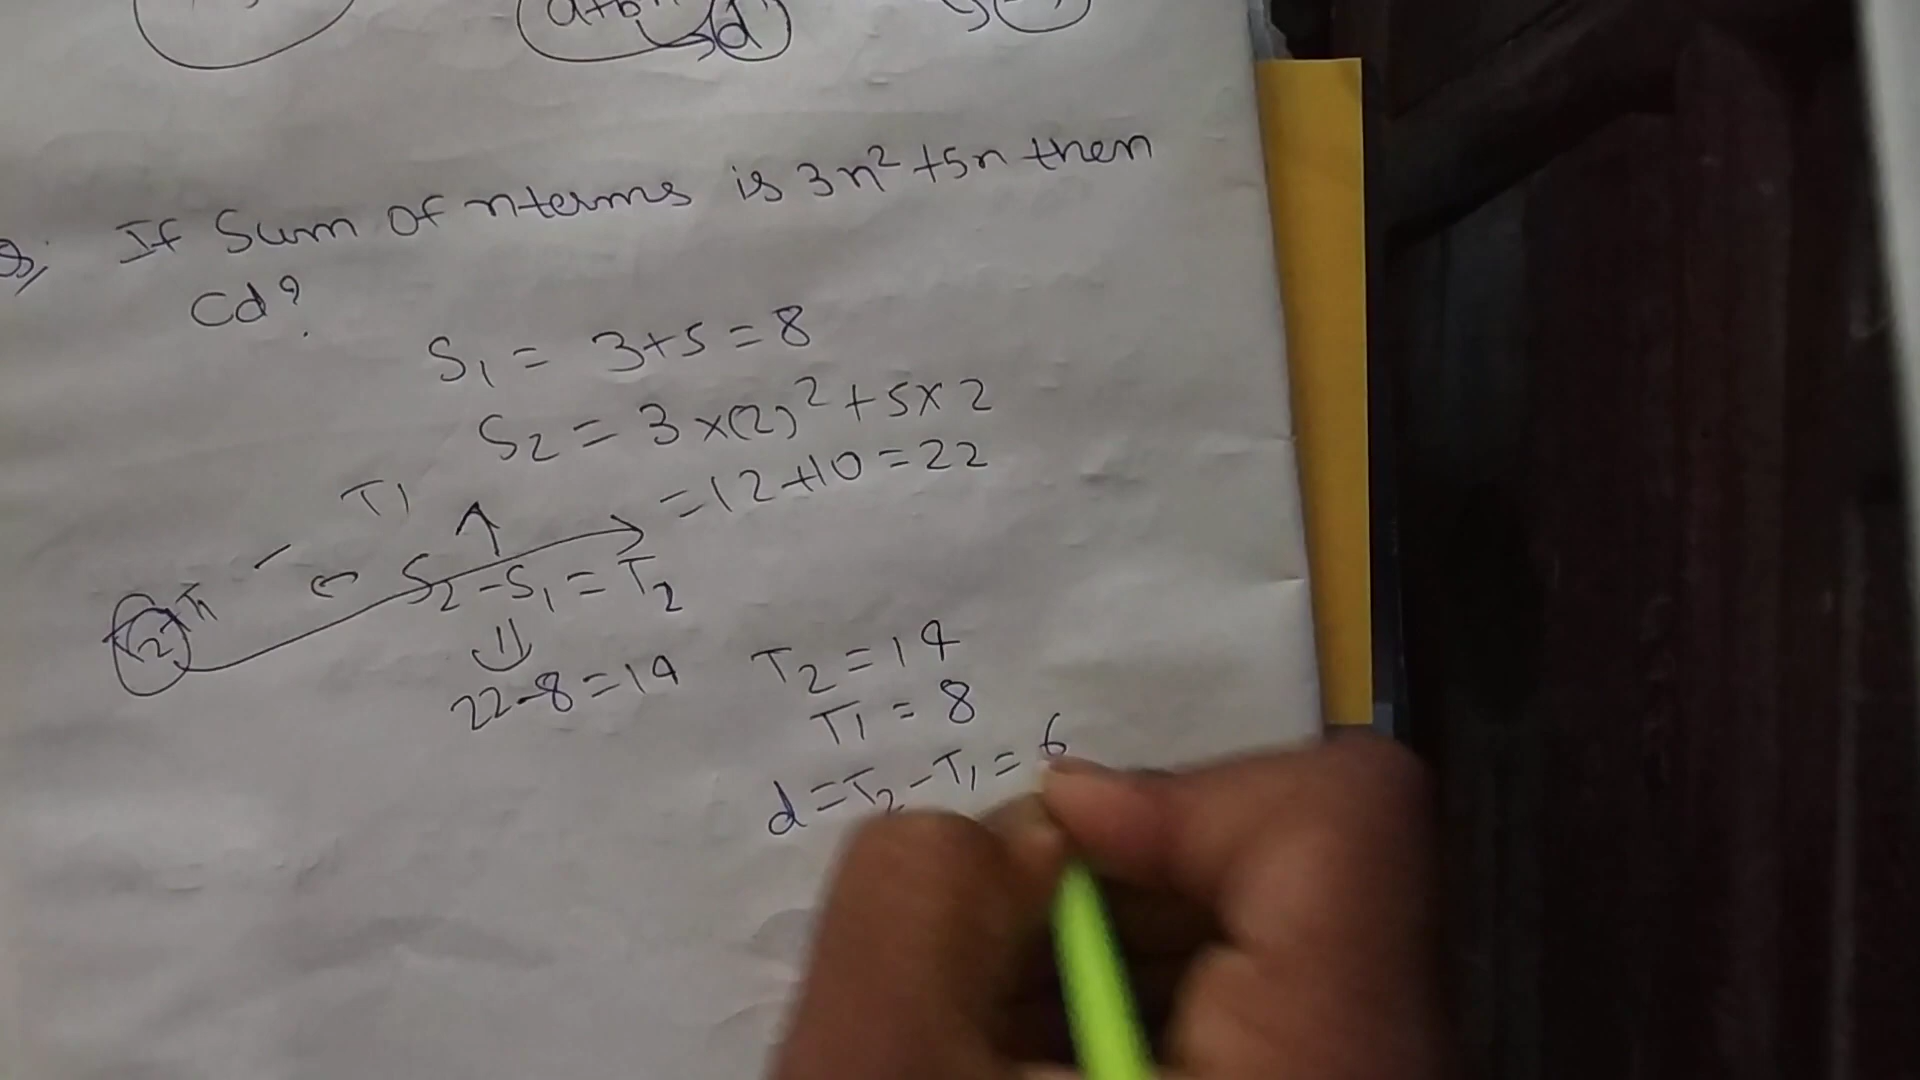 a+b
d
Q, If Sum of n terms is 3n²+5n then
Cd?
S₁ = 3+5=8
S₂ = 3×(2)²+5×2
=12+10=22
T1
S₂-S₁=T₂
22-8=14
T₂=14
T1=8
d=T₂-T₁=6